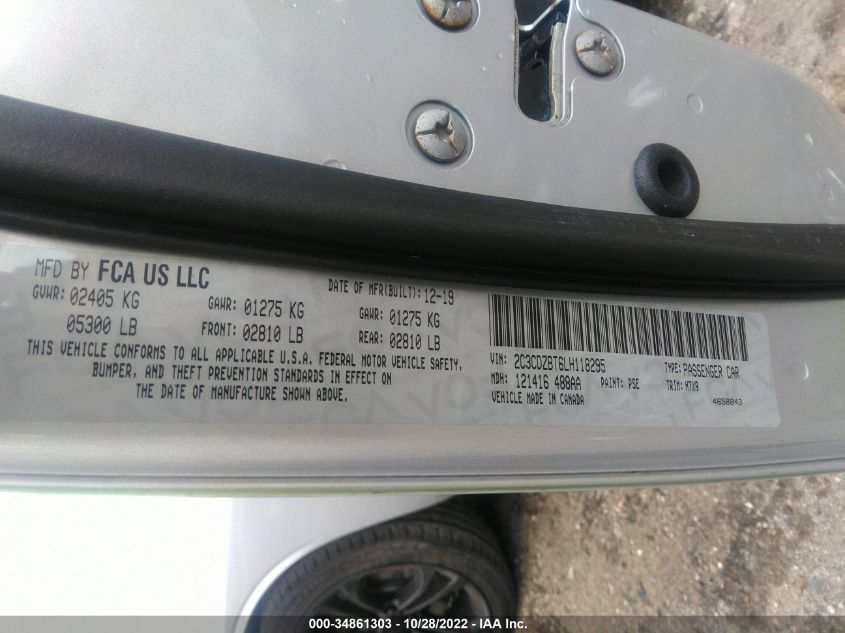 MFD BY FCA US LLC
GVWR: 02405 KG
05300 LB
GAWR: 01275 KG
FRONT: 02810 LB
DATE OF MFR(BUILT): 12-19
GAWR: 01275 KG
REAR: 02810 LB
THIS VEHICLE CONFORMS TO ALL APPLICABLE U.S.A. FEDERAL MOTOR VEHICLE SAFETY,
BUMPER, AND THEFT PREVENTION STANDARDS IN EFFECT ON
THE DATE OF MANUFACTURE SHOWN ABOVE.
VIN: 2C3CDZBT6LH118295
TYPE: PASSENGER CAR
MDH: 121416 488AA
PAINT: PSE
TRIM: M7X9
VEHICLE MADE IN CANADA
4658843
000-34861303 - 10/28/2022 - IAA Inc.